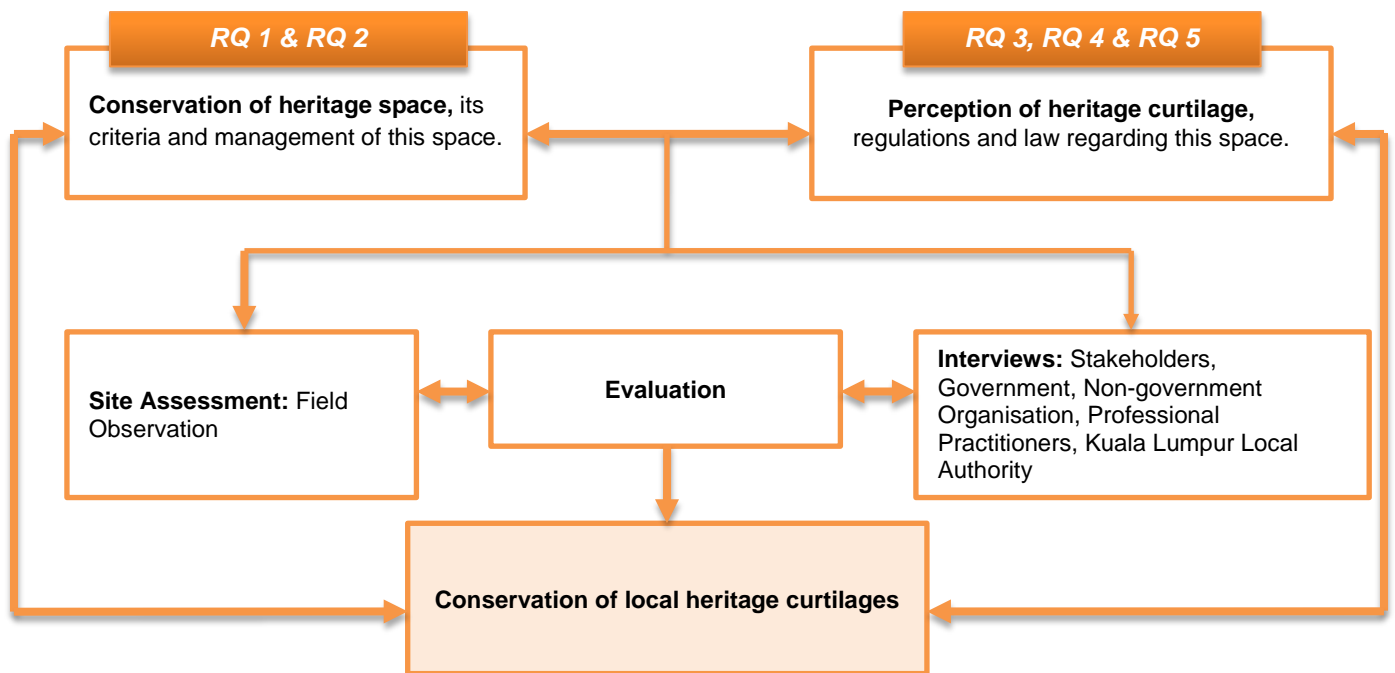 RQ 1 & RQ 2
Conservation of heritage space, its
criteria and management of this space.
RQ 3, RQ 4 & RQ 5
Perception of heritage curtilage,
regulations and law regarding this space.
Site Assessment: Field
Observation
Evaluation
Interviews: Stakeholders,
Government, Non-government
Organisation, Professional
Practitioners, Kuala Lumpur Local
Authority
Conservation of local heritage curtilages